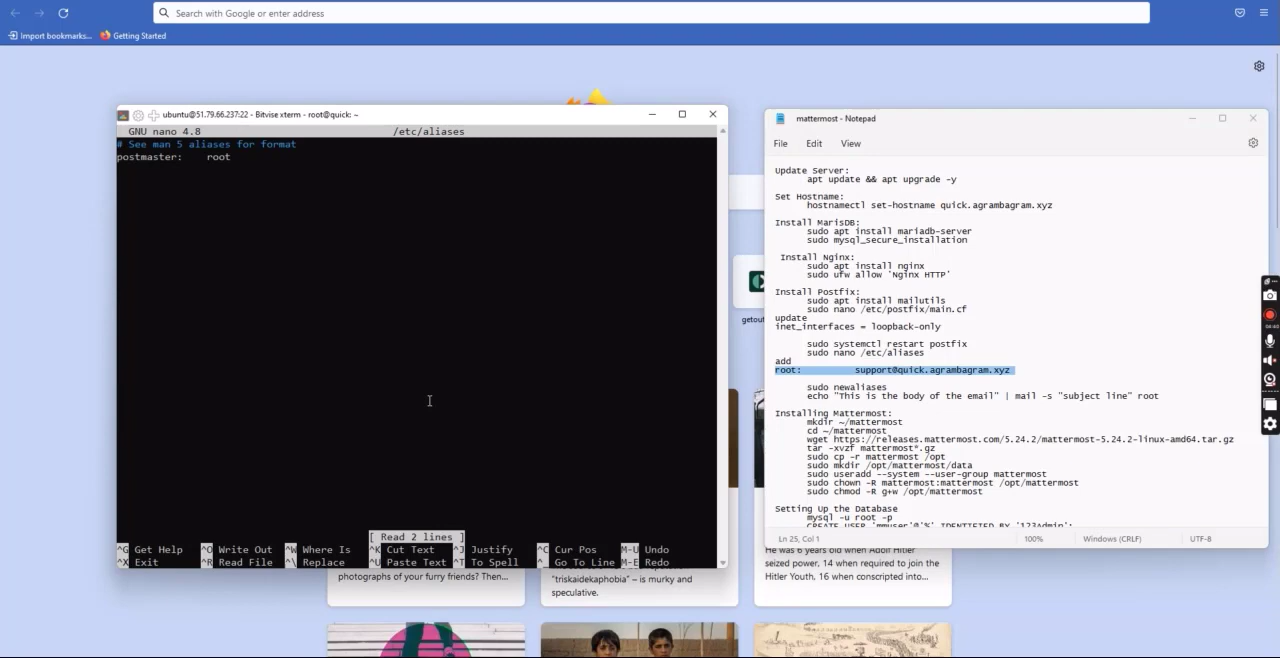 Search with Google or enter address
Import bookmarks...
Getting Started
ubuntu@51.79.66.237:22 - Bitvise xterm - root@quick: ~
GNU nano 4.8 /etc/aliases
# See man 5 aliases for format
postmaster: root
[ Read 2 lines ]
^G Get Help ^O Write Out ^W Where Is ^K Cut Text ^J Justify ^C Cur Pos M-U Undo
^X Exit ^R Read File ^\ Replace ^U Paste Text ^T To Spell ^_ Go To Line M-E Redo
mattermost - Notepad
File Edit View
Update Server:
apt update && apt upgrade -y
Set Hostname:
hostnamectl set-hostname quick.agrambagram.xyz
Install MarisDB:
sudo apt install mariadb-server
sudo mysql_secure_installation
Install Nginx:
sudo apt install nginx
sudo ufw allow 'Nginx HTTP'
Install Postfix:
sudo apt install mailutils
sudo nano /etc/postfix/main.cf
update
inet_interfaces = loopback-only
sudo systemctl restart postfix
sudo nano /etc/aliases
add
root: support@quick.agrambagram.xyz
sudo newaliases
echo "This is the body of the email" | mail -s "subject line" root
Installing Mattermost:
mkdir ~/mattermost
cd ~/mattermost
wget https://releases.mattermost.com/5.24.2/mattermost-5.24.2-linux-amd64.tar.gz
tar -xvzf mattermost*.gz
sudo cp -r mattermost /opt
sudo mkdir /opt/mattermost/data
sudo useradd --system --user-group mattermost
sudo chown -R mattermost:mattermost /opt/mattermost
sudo chmod -R g+w /opt/mattermost
Setting Up the Database
mysql -u root -p
CREATE USER 'mmuser'@'%' IDENTIFIED BY '123Admin';
Ln 25, Col 1 100% Windows (CRLF) UTF-8
getout
photographs of your furry friends? Then...
"triskaidekaphobia" – is murky and
speculative.
He was 6 years old when Adolf Hitler
seized power, 14 when required to join the
Hitler Youth, 16 when conscripted into...